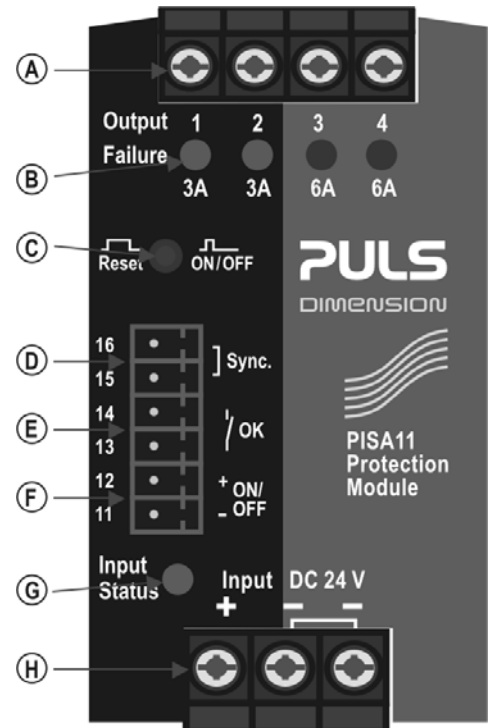 A
Output 1 2 3 4
Failure
B
3A 3A 6A 6A
C
Reset ON/OFF
PULS
DIMENSION
16
D
15
Sync.
14
E
13
OK
12
F
11
+ ON/
- OFF
PISA11
Protection
Module
Input
Status
G
Input DC 24 V
+ - -
H